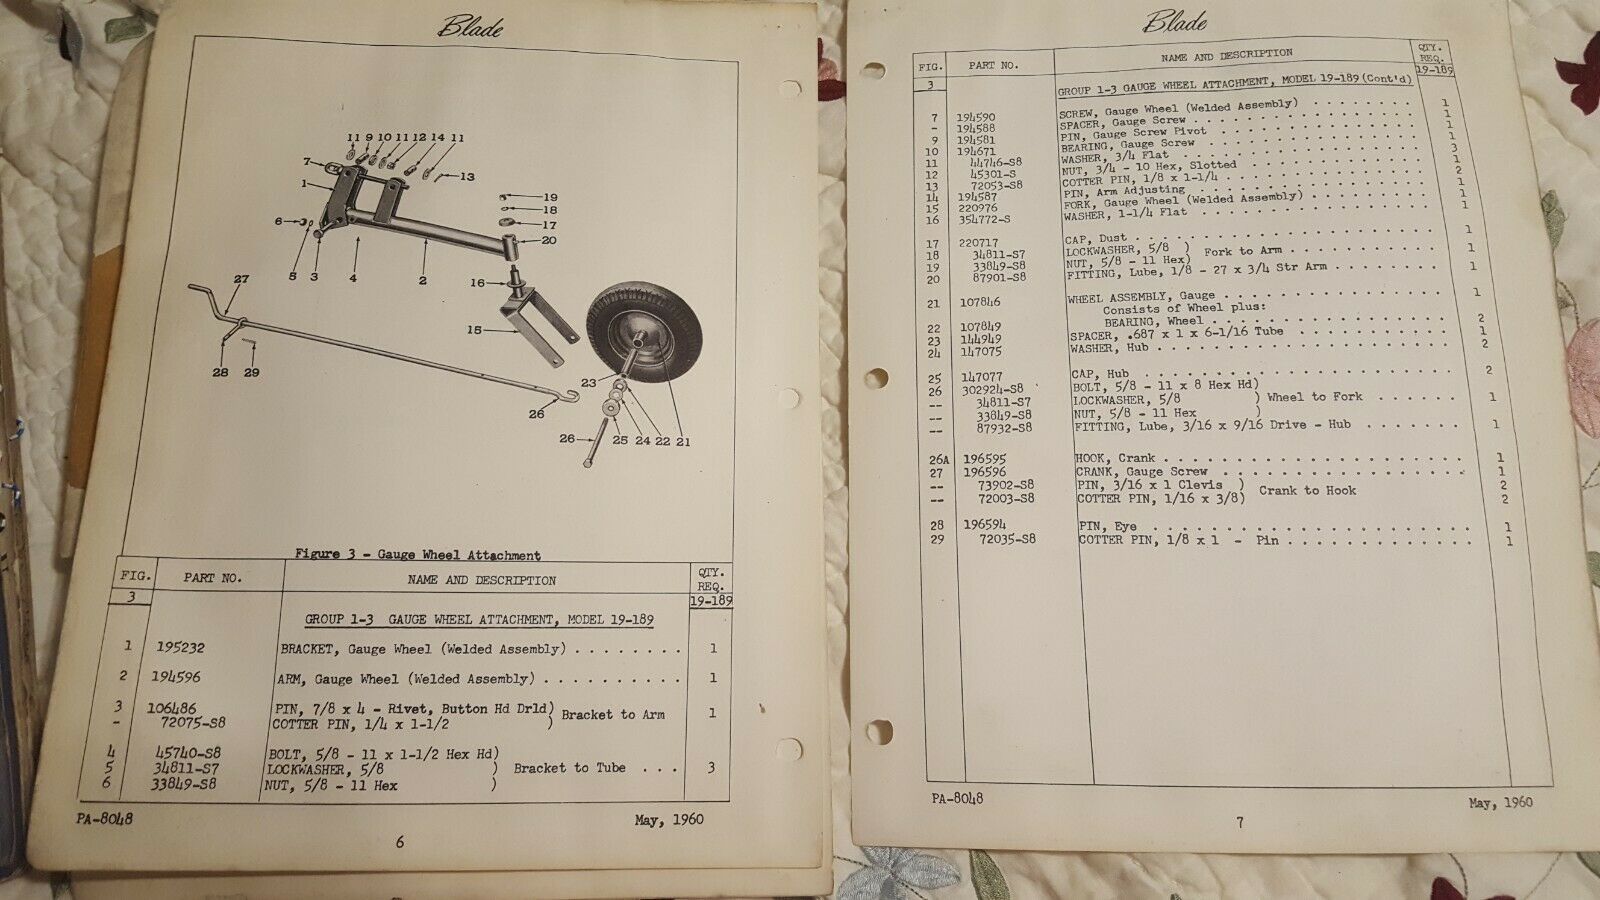 Blade
11 9 10 11 12 14 11
7
13
1
19
18
17
6
20
5 3 4 2
16
27
15
28 29
23
26
26 25 24 22 21
Figure 3 - Gauge Wheel Attachment
FIG. PART NO. NAME AND DESCRIPTION QTY. REQ.
3 19-189
GROUP 1-3 GAUGE WHEEL ATTACHMENT, MODEL 19-189
1 195232 BRACKET, Gauge Wheel (Welded Assembly) . . . . . . . . 1
2 194596 ARM, Gauge Wheel (Welded Assembly) . . . . . . . . . . 1
3 106486 PIN, 7/8 x 4 - Rivet, Button Hd Drld) Bracket to Arm 1
- 72075-S8 COTTER PIN, 1/4 x 1-1/2 )
4 45740-S8 BOLT, 5/8 - 11 x 1-1/2 Hex Hd)
5 34811-S7 LOCKWASHER, 5/8 ) Bracket to Tube . . . 3
6 33849-S8 NUT, 5/8 - 11 Hex )
PA-8048 May, 1960
6
Blade
FIG. PART NO. NAME AND DESCRIPTION QTY. REQ.
3 19-189
GROUP 1-3 GAUGE WHEEL ATTACHMENT, MODEL 19-189 (Cont'd)
7 194590 SCREW, Gauge Wheel (Welded Assembly) . . . . . . . . 1
- 194588 SPACER, Gauge Screw . . . . . . . . . . . . . . . 1
9 194581 PIN, Gauge Screw Pivot . . . . . . . . . . . . . . 1
10 194671 BEARING, Gauge Screw . . . . . . . . . . . . . . . 1
11 44746-S8 WASHER, 3/4 Flat . . . . . . . . . . . . . . . . . 3
12 45301-S NUT, 3/4 - 10 Hex, Slotted . . . . . . . . . . . . 1
13 72053-S8 COTTER PIN, 1/8 x 1-1/4 . . . . . . . . . . . . . 2
14 194587 PIN, Arm Adjusting . . . . . . . . . . . . . . . . 1
15 220976 FORK, Gauge Wheel (Welded Assembly) . . . . . . . . 1
16 354772-S WASHER, 1-1/4 Flat . . . . . . . . . . . . . . . . 1
17 220717 CAP, Dust . . . . . . . . . . . . . . . . . . . . 1
18 34811-S7 LOCKWASHER, 5/8 ) Fork to Arm . . . . . . . . . . 1
19 33849-S8 NUT, 5/8 - 11 Hex)
20 87901-S8 FITTING, Lube, 1/8 - 27 x 3/4 Str Arm . . . . . . . 1
21 107846 WHEEL ASSEMBLY, Gauge . . . . . . . . . . . . . . 1
Consists of Wheel plus:
22 107849 BEARING, Wheel . . . . . . . . . . . . . . . . 2
23 144949 SPACER, .687 x 1 x 6-1/16 Tube . . . . . . . . . . 1
24 147075 WASHER, Hub . . . . . . . . . . . . . . . . . . . 2
25 147077 CAP, Hub . . . . . . . . . . . . . . . . . . . . . 2
26 302924-S8 BOLT, 5/8 - 11 x 8 Hex Hd)
-- 34811-S7 LOCKWASHER, 5/8 ) Wheel to Fork . . . . . . 1
-- 33849-S8 NUT, 5/8 - 11 Hex )
-- 87932-S8 FITTING, Lube, 3/16 x 9/16 Drive - Hub . . . . . . . 1
26A 196595 HOOK, Crank . . . . . . . . . . . . . . . . . . . 1
27 196596 CRANK, Gauge Screw . . . . . . . . . . . . . . . . 1
-- 73902-S8 PIN, 3/16 x 1 Clevis ) Crank to Hook 2
-- 72003-S8 COTTER PIN, 1/16 x 3/8) 2
28 196594 PIN, Eye . . . . . . . . . . . . . . . . . . . . . 1
29 72035-S8 COTTER PIN, 1/8 x 1 - Pin . . . . . . . . . . . . . 1
PA-8048 May, 1960
7